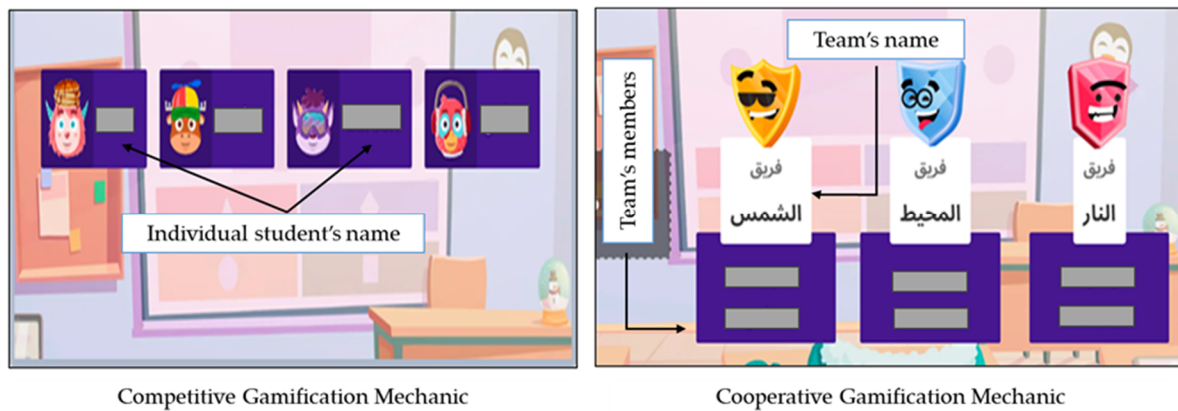 Individual student's name
Competitive Gamification Mechanic
Team's name
Team's members
فريق
الشمس
فريق
المحيط
فريق
النار
Cooperative Gamification Mechanic